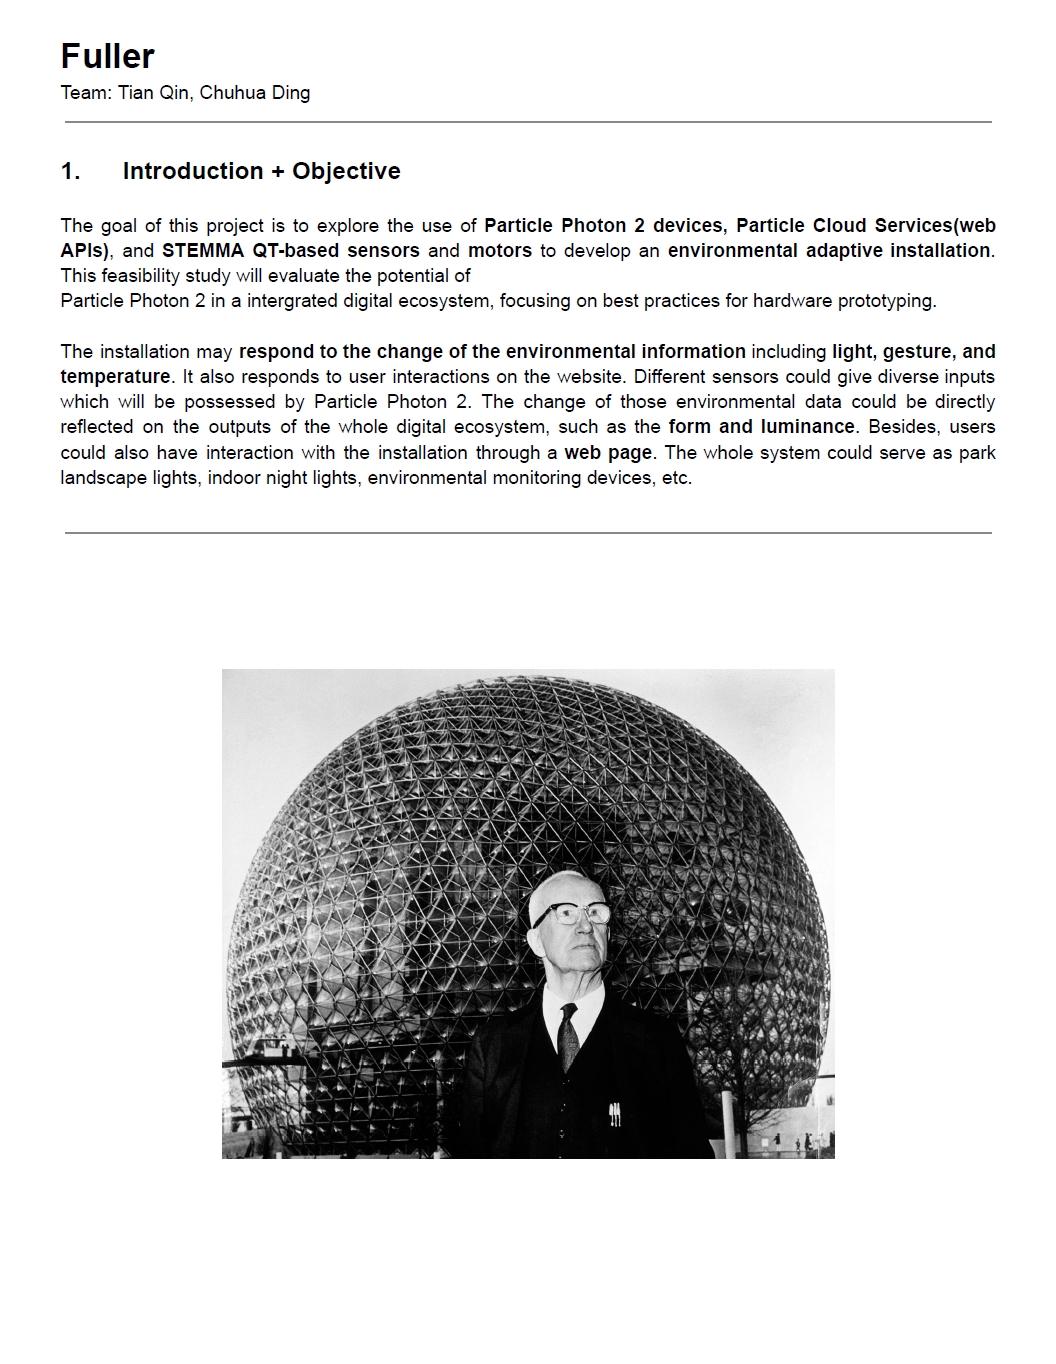 Fuller
Team: Tian Qin, Chuhua Ding
1. Introduction + Objective
The goal of this project is to explore the use of Particle Photon 2 devices, Particle Cloud Services(web
APIs), and STEMMA QT-based sensors and motors to develop an environmental adaptive installation.
This feasibility study will evaluate the potential of
Particle Photon 2 in a intergrated digital ecosystem, focusing on best practices for hardware prototyping.
The installation may respond to the change of the environmental information including light, gesture, and
temperature. It also responds to user interactions on the website. Different sensors could give diverse inputs
which will be possessed by Particle Photon 2. The change of those environmental data could be directly
reflected on the outputs of the whole digital ecosystem, such as the form and luminance. Besides, users
could also have interaction with the installation through a web page. The whole system could serve as park
landscape lights, indoor night lights, environmental monitoring devices, etc.